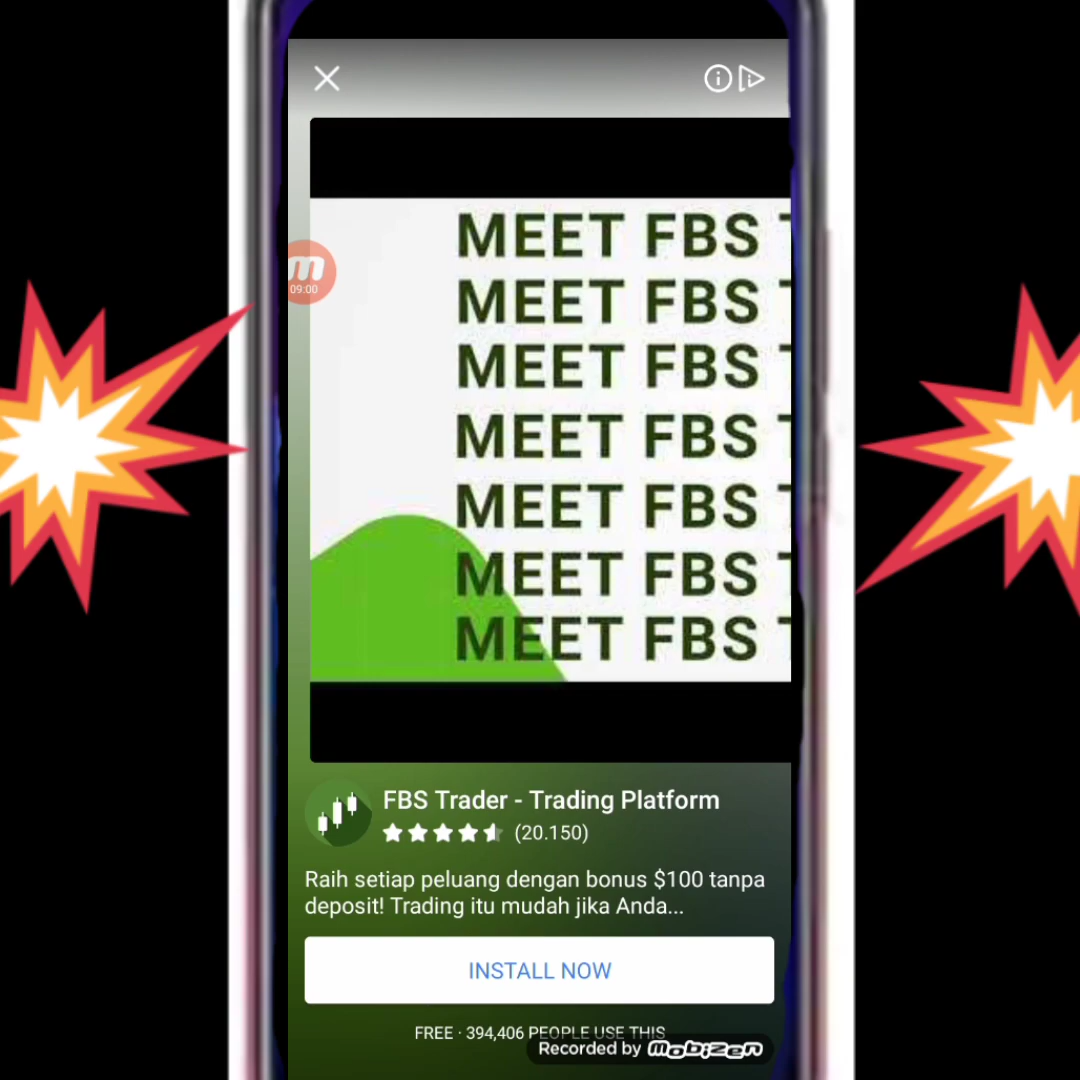 MEET FBS
MEET FBS
MEET FBS
MEET FBS
MEET FBS
MEET FBS
MEET FBS
m
09:00
FBS Trader - Trading Platform
(20.150)
Raih setiap peluang dengan bonus $100 tanpa
deposit! Trading itu mudah jika Anda...
INSTALL NOW
FREE · 394,406 PEOPLE USE THIS
Recorded by mobizen